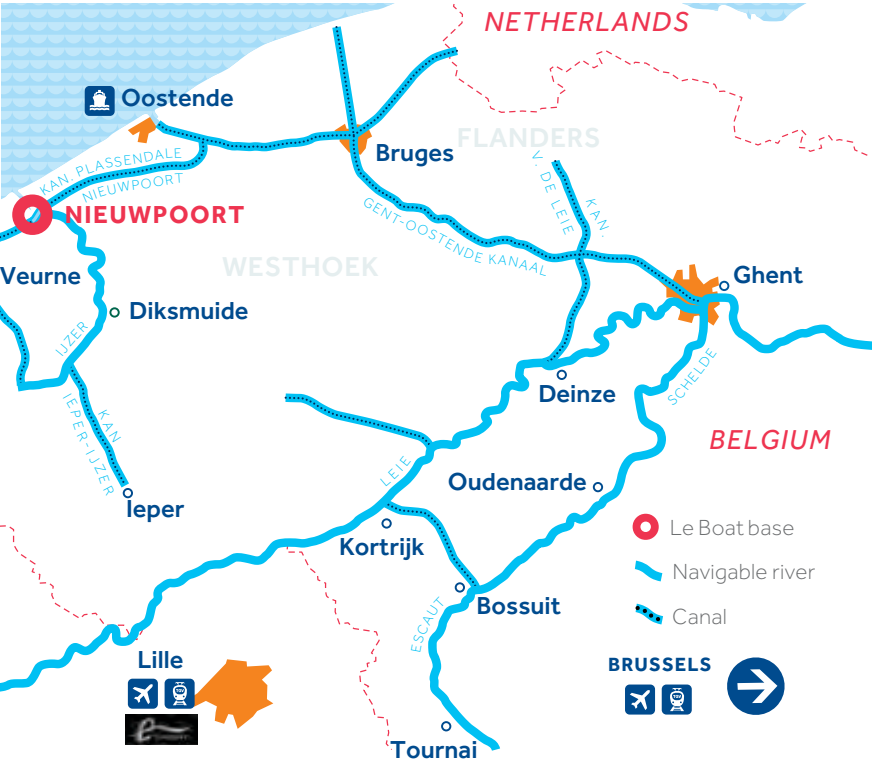 NETHERLANDS
Oostende
FLANDERS
Bruges
KAN. PLASSENDALE
NIEUWPOORT
V. DE LEIE
KAN.
NIEUWPOORT
GENT-OOSTENDE KANAAL
WESTHOEK
Veurne
Ghent
Diksmuide
IJZER
SCHELDE
Deinze
KAN
IEPER-IJZER
BELGIUM
LEIE
Oudenaarde
Ieper
Le Boat base
Kortrijk
Navigable river
Bossuit
Canal
ESCAUT
Lille
BRUSSELS
TGV
Tournai